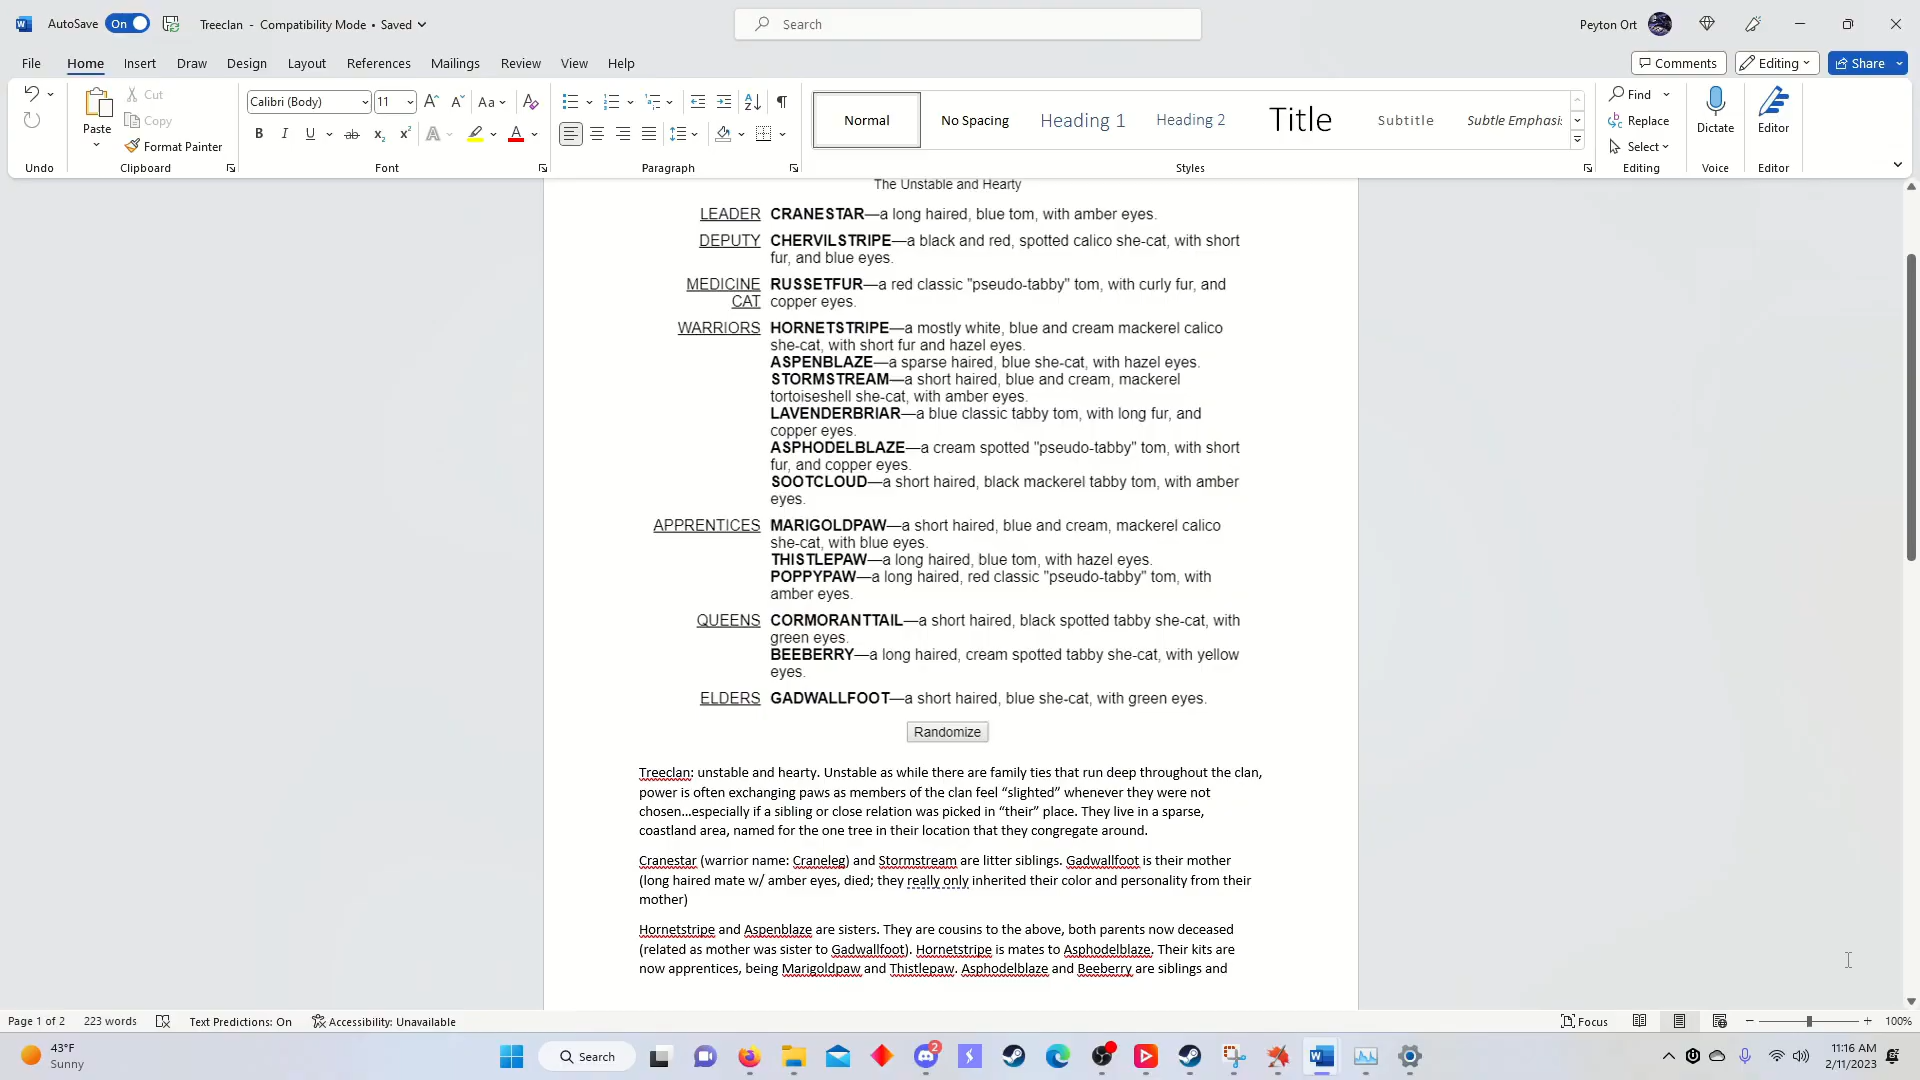 AutoSave On Treeclan - Compatibility Mode • Saved Search Peyton Ort
File Home Insert Draw Design Layout References Mailings Review View Help Comments Editing Share
Calibri (Body) 11 Aa
Paste Cut
Copy
Format Painter
Normal No Spacing Heading 1 Heading 2 Title Subtitle Subtle Emphasis
Find
Replace
Select
Dictate Editor
Undo Clipboard Font Paragraph Styles Editing Voice Editor
The Unstable and Hearty
LEADER CRANESTAR—a long haired, blue tom, with amber eyes.
DEPUTY CHERVILSTRIPE—a black and red, spotted calico she-cat, with short
fur, and blue eyes.
MEDICINE RUSSETFUR—a red classic "pseudo-tabby" tom, with curly fur, and
CAT copper eyes.
WARRIORS HORNETSTRIPE—a mostly white, blue and cream mackerel calico
she-cat, with short fur and hazel eyes.
ASPENBLAZE—a sparse haired, blue she-cat, with hazel eyes.
STORMSTREAM—a short haired, blue and cream, mackerel
tortoiseshell she-cat, with amber eyes.
LAVENDERBRIAR—a blue classic tabby tom, with long fur, and
copper eyes.
ASPHODELBLAZE—a cream spotted "pseudo-tabby" tom, with short
fur, and copper eyes.
SOOTCLOUD—a short haired, black mackerel tabby tom, with amber
eyes.
APPRENTICES MARIGOLDPAW—a short haired, blue and cream, mackerel calico
she-cat, with blue eyes.
THISTLEPAW—a long haired, blue tom, with hazel eyes.
POPPYPAW—a long haired, red classic "pseudo-tabby" tom, with
amber eyes.
QUEENS CORMORANTTAIL—a short haired, black spotted tabby she-cat, with
green eyes.
BEEBERRY—a long haired, cream spotted tabby she-cat, with yellow
eyes.
ELDERS GADWALLFOOT—a short haired, blue she-cat, with green eyes.
Randomize
Treeclan: unstable and hearty. Unstable as while there are family ties that run deep throughout the clan,
power is often exchanging paws as members of the clan feel “slighted” whenever they were not
chosen…especially if a sibling or close relation was picked in “their” place. They live in a sparse,
coastland area, named for the one tree in their location that they congregate around.
Cranestar (warrior name: Craneleg) and Stormstream are litter siblings. Gadwallfoot is their mother
(long haired mate w/ amber eyes, died; they really only inherited their color and personality from their
mother)
Hornetstripe and Aspenblaze are sisters. They are cousins to the above, both parents now deceased
(related as mother was sister to Gadwallfoot). Hornetstripe is mates to Asphodelblaze. Their kits are
now apprentices, being Marigoldpaw and Thistlepaw. Asphodelblaze and Beeberry are siblings and
Page 1 of 2 223 words Text Predictions: On Accessibility: Unavailable Focus 100%
43°F
Sunny
Search
2
11:16 AM
2/11/2023